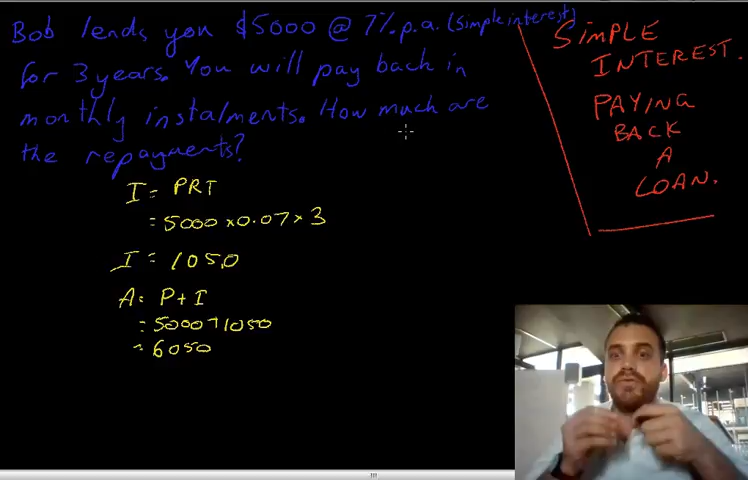 Bob lends you $5000 @ 7% p.a. (Simple interest)
for 3 years. You will pay back in
monthly instalments. How much are
the repayments?
I = PRT
= 5000 x 0.07 x 3
I = 1050
A = P + I
= 5000 + 1050
= 6050
SIMPLE
INTEREST.
PAYING
BACK
A
LOAN.